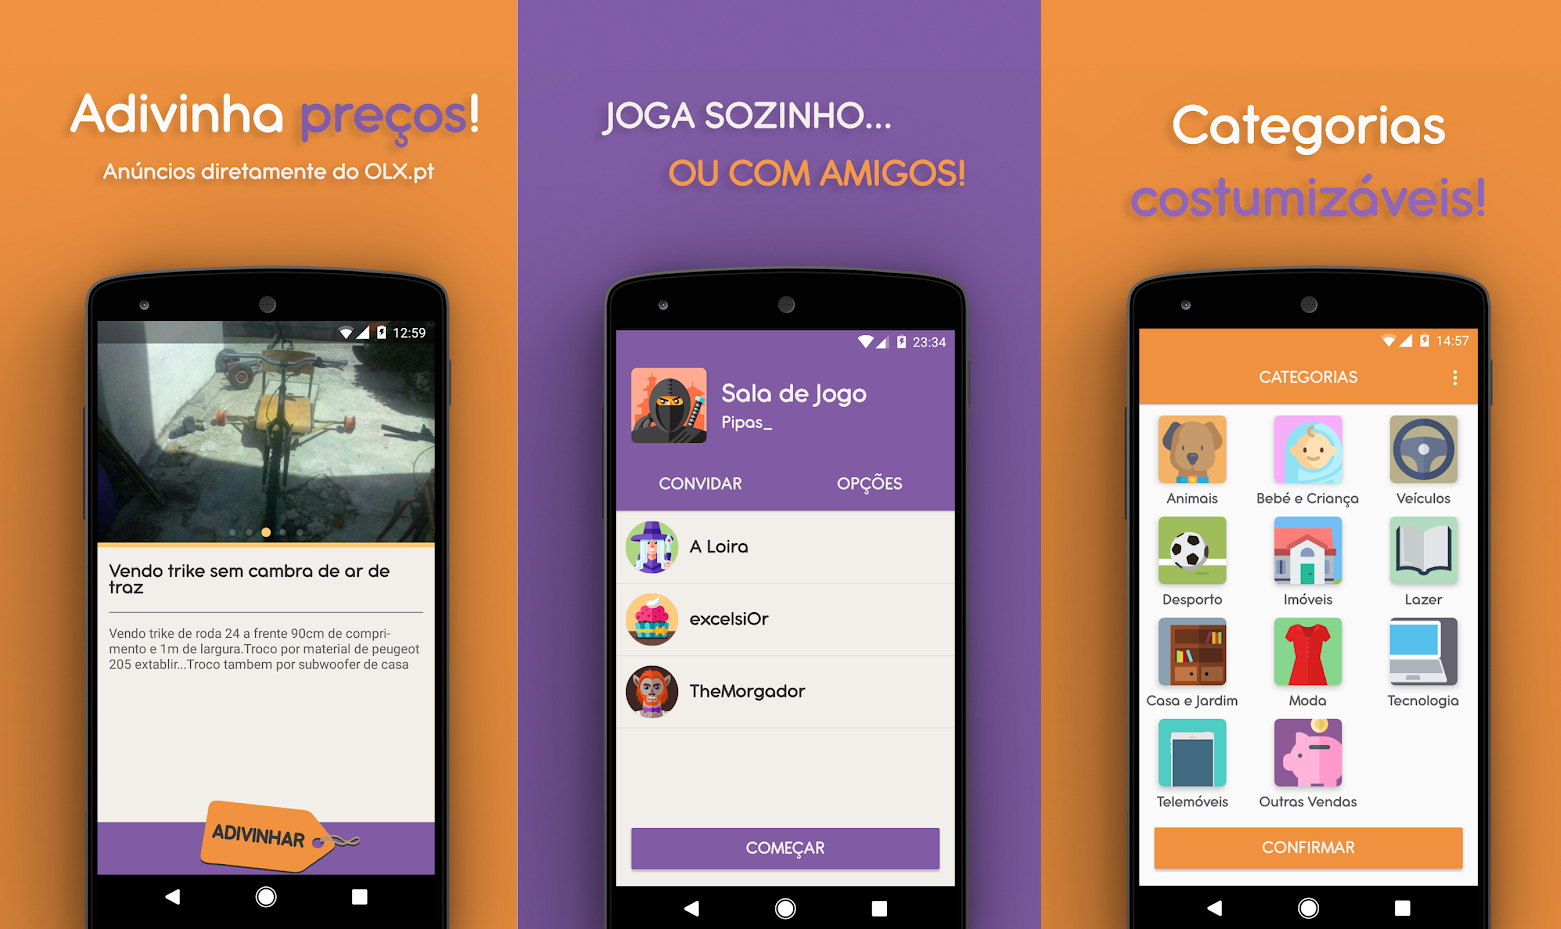 Adivinha preços!
Anúncios diretamente do OLX.pt
12:59
Vendo trike sem cambra de ar de
traz
Vendo trike de roda 24 a frente 90cm de compri-
mento e 1m de largura.Troco por material de peugeot
205 extablir...Troco tambem por subwoofer de casa
ADIVINHAR
JOGA SOZINHO...
OU COM AMIGOS!
23:34
Sala de Jogo
Pipas_
CONVIDAR
OPÇÕES
A Loira
excelsiOr
TheMorgador
COMEÇAR
Categorias
costumizáveis!
14:57
CATEGORIAS
Animais
Bebé e Criança
Veículos
Desporto
Imóveis
Lazer
Casa e Jardim
Moda
Tecnologia
Telemóveis
Outras Vendas
CONFIRMAR